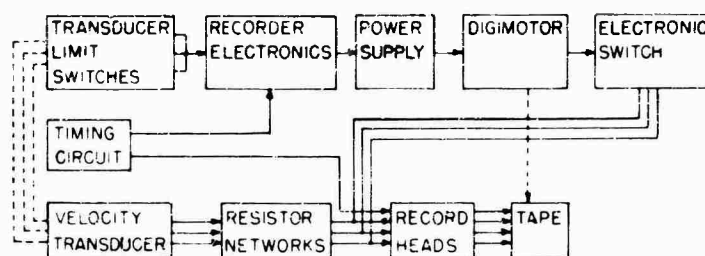 TRANSDUCER
LIMIT
SWITCHES
RECORDER
ELECTRONICS
POWER
SUPPLY
DIGIMOTOR
ELECTRONIC
SWITCH
TIMING
CIRCUIT
VELOCITY
TRANSDUCER
RESISTOR
NETWORKS
RECORD
HEADS
TAPE